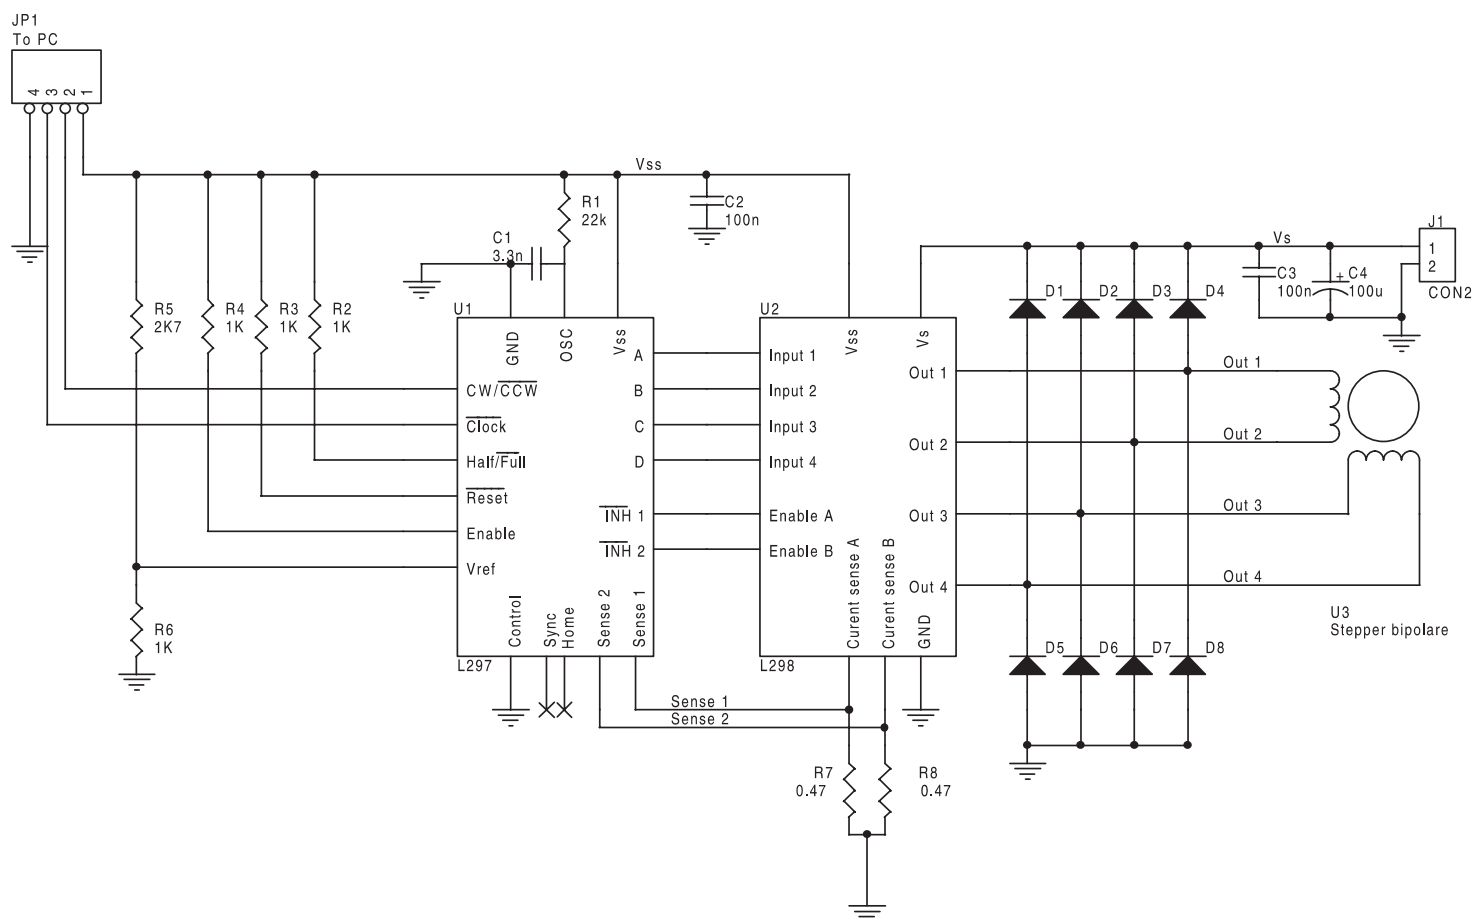 JP1
To PC
4 3 2 1
Vss
R1
22k
C2
100n
C1
3.3n
J1
1
2
CON2
Vs
C3
100n
+
C4
100u
R5
2K7
R4
1K
R3
1K
R2
1K
U1
GND
OSC
Vss
CW/CCW
Clock
Half/Full
Reset
Enable
Vref
A
B
C
D
INH 1
INH 2
Control
Sync
Home
Sense 2
Sense 1
L297
R6
1K
U2
Vss
Vs
Input 1
Input 2
Input 3
Input 4
Enable A
Enable B
Out 1
Out 2
Out 3
Out 4
Curent sense A
Curent sense B
GND
L298
Sense 1
Sense 2
R7
0.47
R8
0.47
D1
D2
D3
D4
Out 1
Out 2
Out 3
Out 4
D5
D6
D7
D8
U3
Stepper bipolare